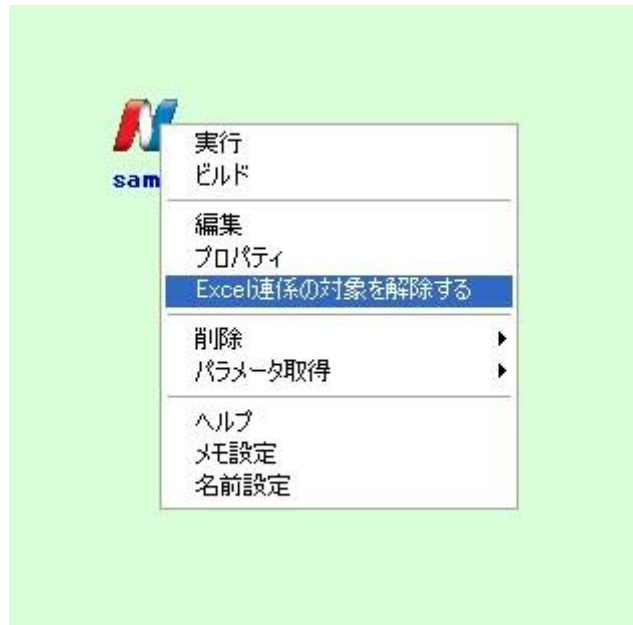 sam
実行
ビルド
編集
プロパティ
Excel連係の対象を解除する
削除
パラメータ取得
ヘルプ
メモ設定
名前設定